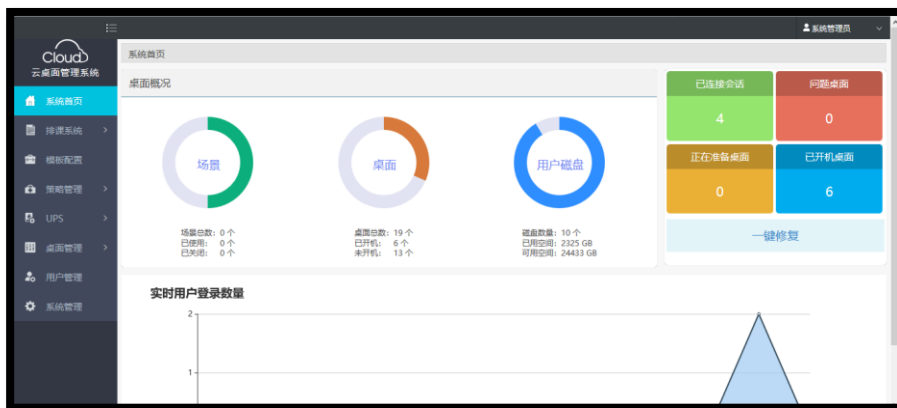 系统管理员
Cloud
云桌面管理系统
系统首页
排课系统
模板配置
策略管理
UPS
桌面管理
用户管理
系统管理
系统首页
桌面概况
场景
场景总数: 0 个
已使用: 0 个
已关闭: 0 个
桌面
桌面总数: 19 个
已开机: 6 个
未开机: 13 个
用户磁盘
磁盘数量: 10 个
已用空间: 2325 GB
可用空间: 24433 GB
已连接会话
4
问题桌面
0
正在准备桌面
0
已开机桌面
6
一键修复
实时用户登录数量
2
1